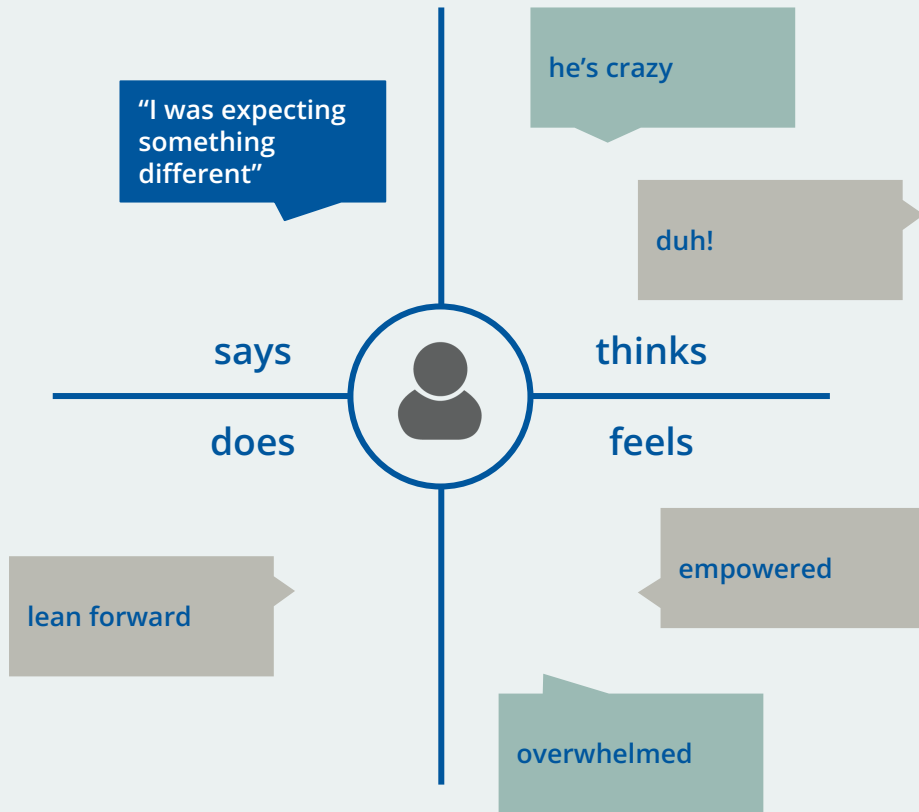 he’s crazy
“I was expecting
something
different”
duh!
says
thinks
does
feels
empowered
lean forward
overwhelmed